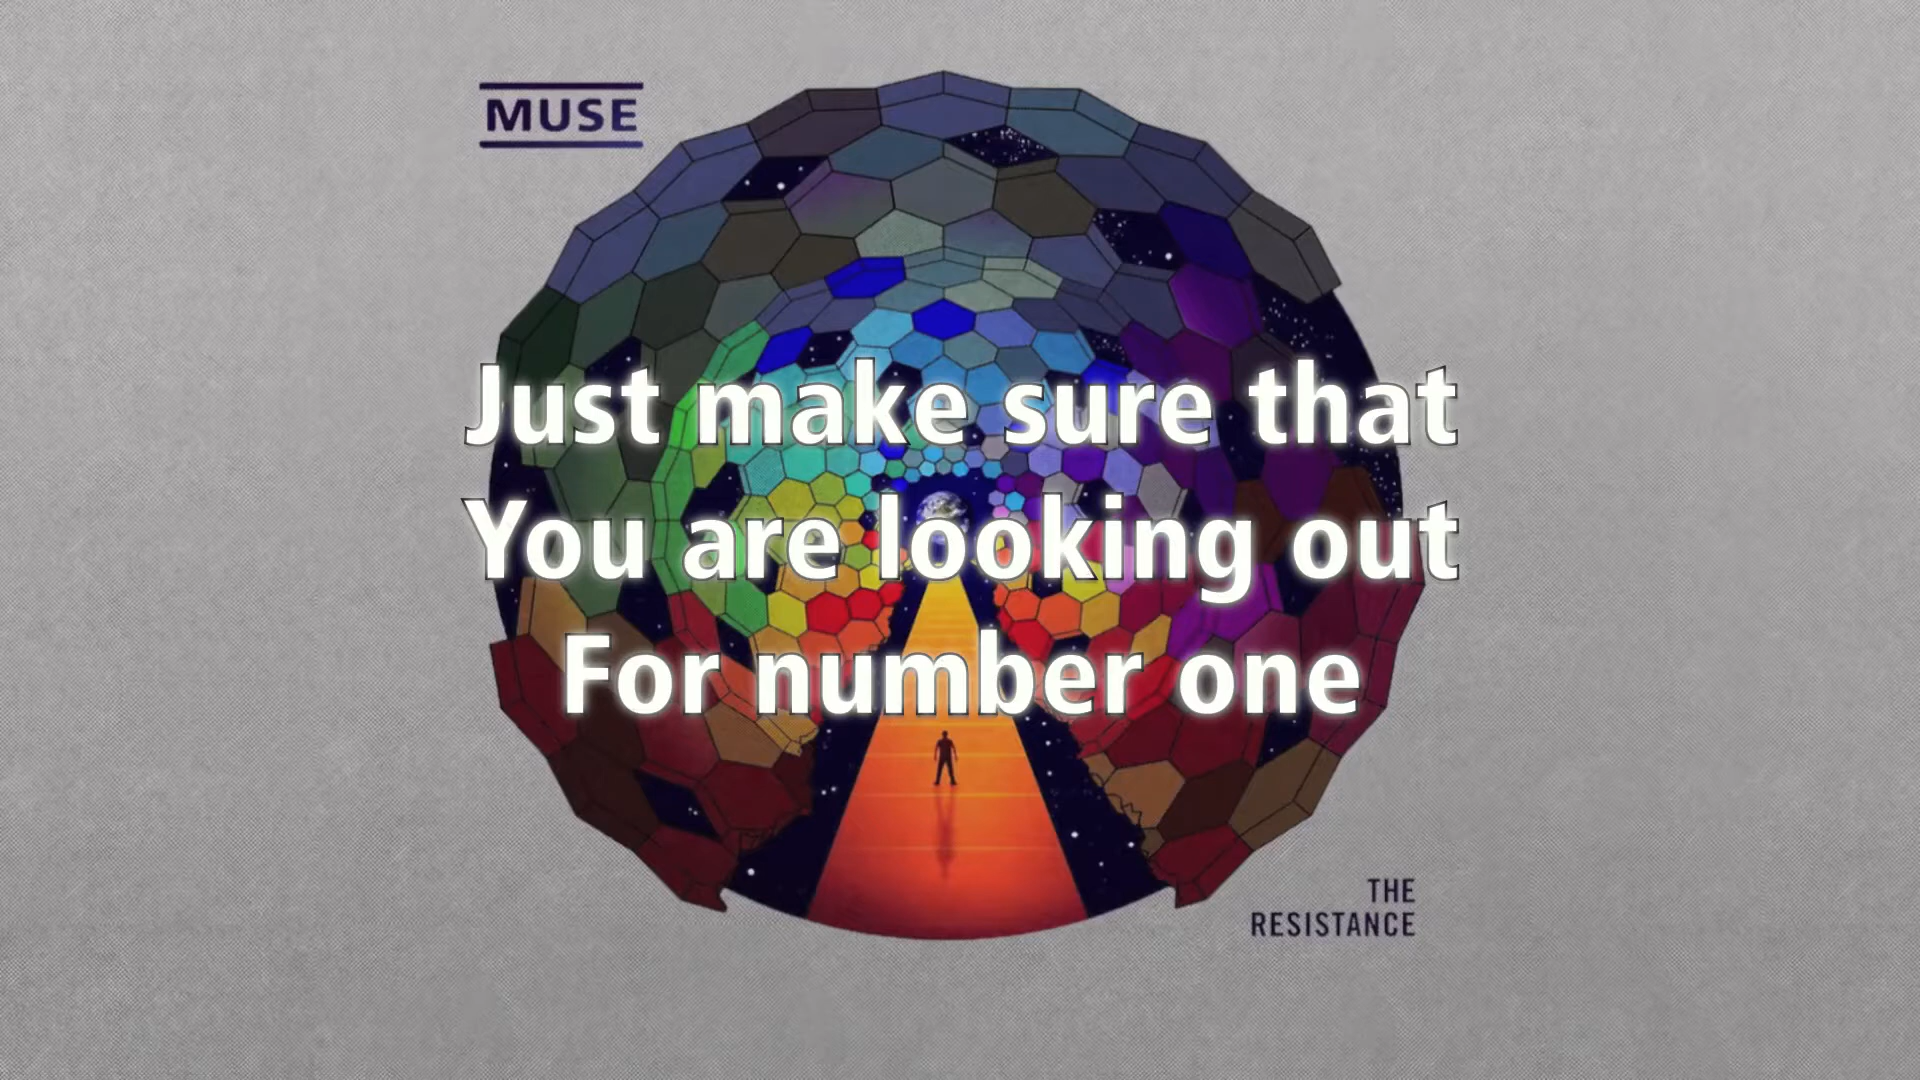 MUSE
Just make sure that
You are looking out
For number one
THE
RESISTANCE